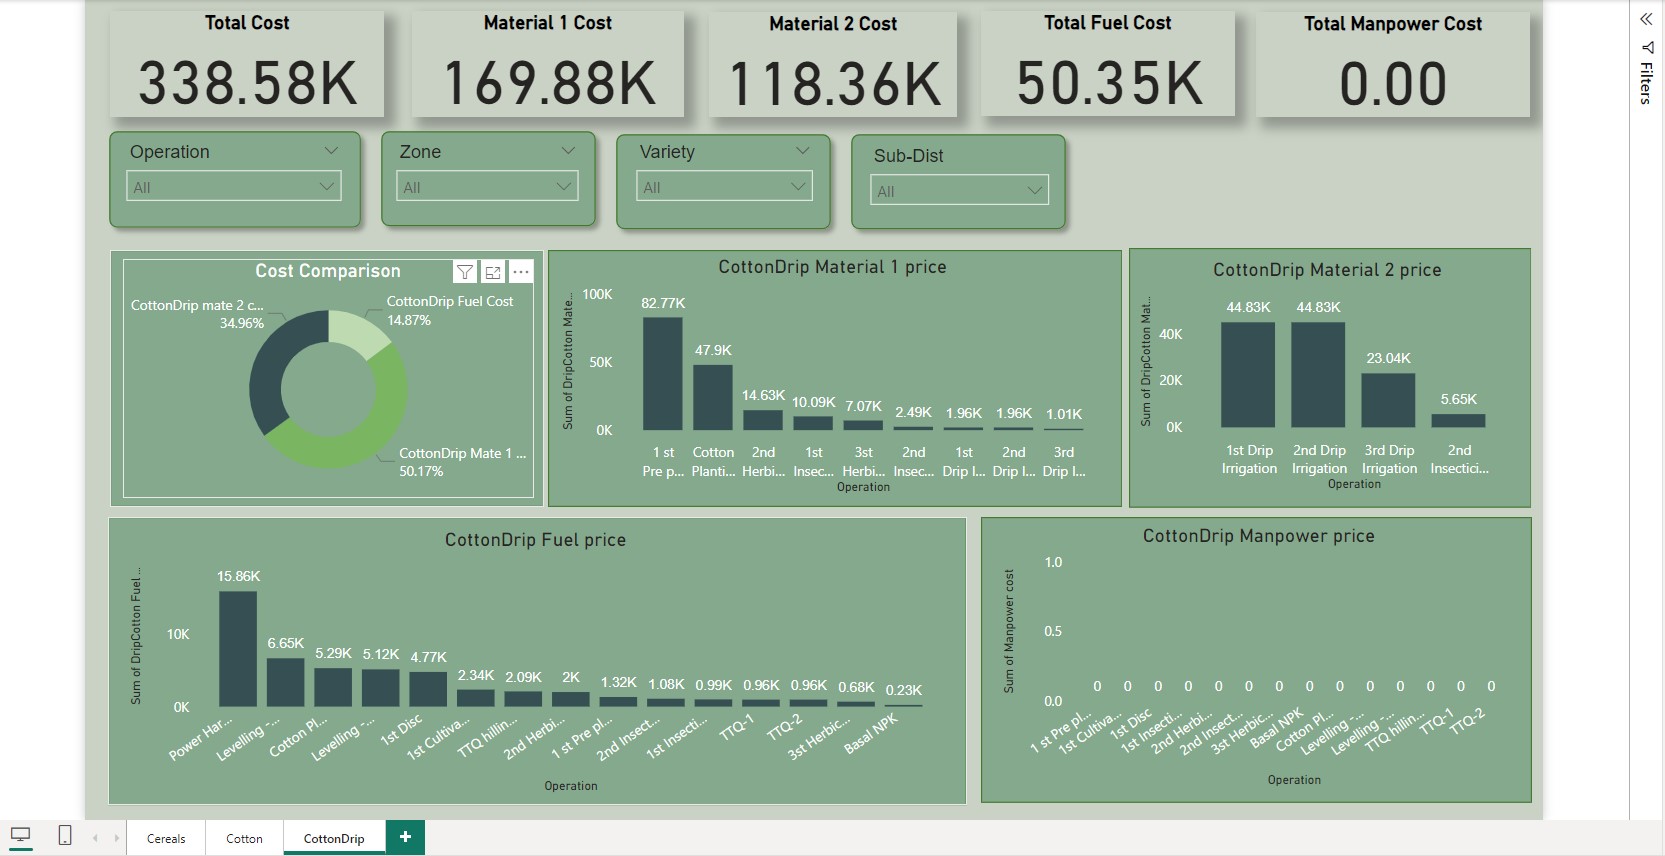 Total Cost
338.58K
Material 1 Cost
169.88K
Material 2 Cost
118.36K
Total Fuel Cost
50.35K
Total Manpower Cost
0.00
Filters
Operation
All
Zone
All
Variety
All
Sub-Dist
All
Cost Comparison
CottonDrip mate 2 c...
34.96%
CottonDrip Fuel Cost
14.87%
CottonDrip Mate 1 ...
50.17%
CottonDrip Material 1 price
Sum of DripCotton Mate...
100K
50K
0K
82.77K
47.9K
14.63K
10.09K
7.07K
2.49K
1.96K
1.96K
1.01K
1 st
Pre p...
Cotton
Planti...
2nd
Herbi...
1st
Insec...
3st
Herbi...
2nd
Insec...
1st
Drip I...
2nd
Drip I...
3rd
Drip I...
Operation
CottonDrip Material 2 price
Sum of DripCotton Mat...
40K
20K
0K
44.83K
44.83K
23.04K
5.65K
1st Drip
Irrigation
2nd Drip
Irrigation
3rd Drip
Irrigation
2nd
Insectici...
Operation
CottonDrip Fuel price
Sum of DripCotton Fuel ...
10K
0K
15.86K
6.65K
5.29K
5.12K
4.77K
2.34K
2.09K
2K
1.32K
1.08K
0.99K
0.96K
0.96K
0.68K
0.23K
Power Har...
Levelling -...
Cotton Pl...
Levelling -...
1st Disc
1st Cultiva...
TTQ hillin...
2nd Herbi...
1 st Pre pl...
2nd Insect...
1st Insecti...
TTQ-1
TTQ-2
3st Herbic...
Basal NPK
Operation
CottonDrip Manpower price
Sum of Manpower cost
1.0
0.5
0.0
0 0 0 0 0 0 0 0 0 0 0 0 0 0
1 st Pre pl...
1st Cultiva...
1st Disc
1st Insecti...
2nd Herbi...
2nd Insect...
3st Herbic...
Basal NPK
Cotton Pl...
Levelling -...
Levelling -...
TTQ hillin...
TTQ-1
TTQ-2
Operation
Cereals
Cotton
CottonDrip
+